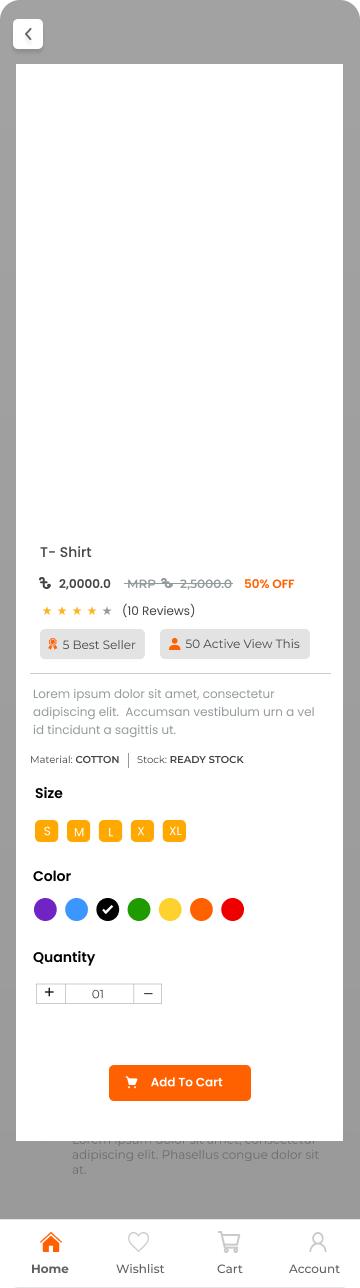 T- Shirt
৳ 2,0000.0 MRP ৳ 2,5000.0 50% OFF
(10 Reviews)
5 Best Seller 50 Active View This
Lorem ipsum dolor sit amet, consectetur
adipiscing elit. Accumsan vestibulum urn a vel
id tincidunt a sagittis ut.
Material: COTTON Stock: READY STOCK
Size
S M L X XL
Color
Quantity
+ 01 −
Add To Cart
Lorem ipsum dolor sit amet, consectetur
adipiscing elit. Phasellus congue dolor sit
at.
Home Wishlist Cart Account